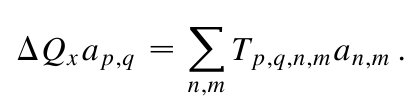 ΔQ_x a_{p,q} = ∑_{n,m} T_{p,q,n,m} a_{n,m} .